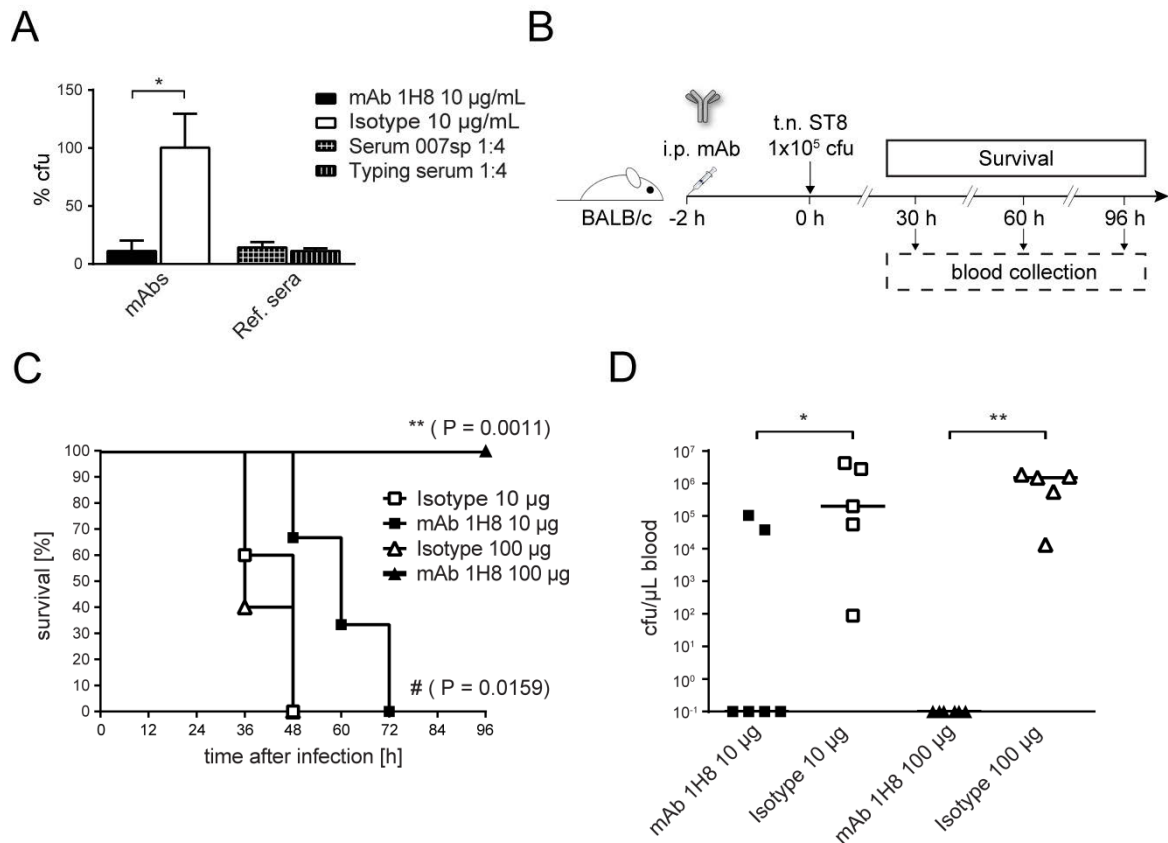 A
150
100
50
0
% cfu
*
mAbs
Ref. sera
mAb 1H8 10 µg/mL
Isotype 10 µg/mL
Serum 007sp 1:4
Typing serum 1:4
B
i.p. mAb
t.n. ST8
1x10⁵ cfu
Survival
BALB/c
-2 h
0 h
30 h
60 h
96 h
blood collection
C
** ( P = 0.0011)
100
90
80
70
60
50
40
30
20
10
0
survival [%]
Isotype 10 µg
mAb 1H8 10 µg
Isotype 100 µg
mAb 1H8 100 µg
# ( P = 0.0159)
0 12 24 36 48 60 72 84 96
time after infection [h]
D
*
**
10⁷
10⁶
10⁵
10⁴
10³
10²
10¹
10⁰
10⁻¹
cfu/µL blood
mAb 1H8 10 µg
Isotype 10 µg
mAb 1H8 100 µg
Isotype 100 µg